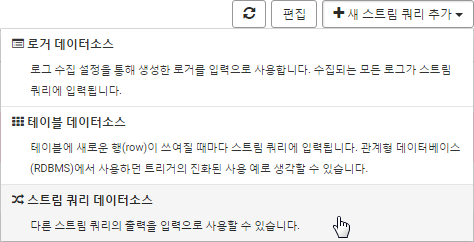 편집
새 스트림 쿼리 추가
로거 데이터소스
로그 수집 설정을 통해 생성한 로거를 입력으로 사용합니다. 수집되는 모든 로그가 스트림
쿼리에 입력됩니다.
테이블 데이터소스
테이블에 새로운 행(row)이 쓰여질 때마다 스트림 쿼리에 입력됩니다. 관계형 데이터베이스
(RDBMS)에서 사용하던 트리거의 진화된 사용 예로 생각할 수 있습니다.
스트림 쿼리 데이터소스
다른 스트림 쿼리의 출력을 입력으로 사용할 수 있습니다.